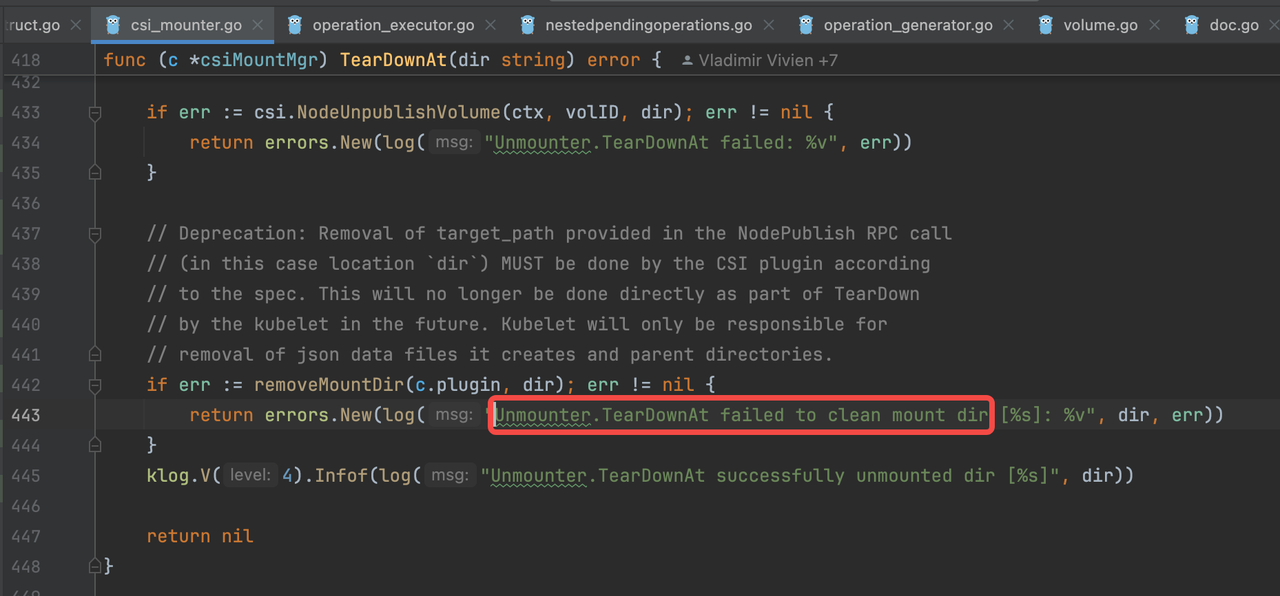 ruct.go csi_mounter.go operation_executor.go nestedpendingoperations.go operation_generator.go volume.go doc.go
418 func (c *csiMountMgr) TearDownAt(dir string) error { Vladimir Vivien +7
432
433 if err := csi.NodeUnpublishVolume(ctx, volID, dir); err != nil {
434 return errors.New(log( msg: "Unmounter.TearDownAt failed: %v", err))
435 }
436
437 // Deprecation: Removal of target_path provided in the NodePublish RPC call
438 // (in this case location `dir`) MUST be done by the CSI plugin according
439 // to the spec. This will no longer be done directly as part of TearDown
440 // by the kubelet in the future. Kubelet will only be responsible for
441 // removal of json data files it creates and parent directories.
442 if err := removeMountDir(c.plugin, dir); err != nil {
443 return errors.New(log( msg: "Unmounter.TearDownAt failed to clean mount dir [%s]: %v", dir, err))
444 }
445 klog.V( level: 4).Infof(log( msg: "Unmounter.TearDownAt successfully unmounted dir [%s]", dir))
446
447 return nil
448 }